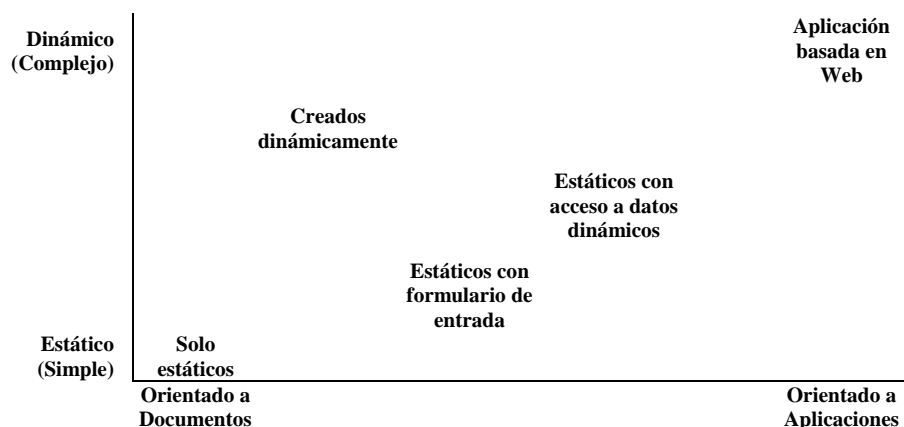 Dinámico
(Complejo)
Aplicación
basada en
Web
Creados
dinámicamente
Estáticos con
acceso a datos
dinámicos
Estáticos con
formulario de
entrada
Estático
(Simple)
Solo
estáticos
Orientado a
Documentos
Orientado a
Aplicaciones